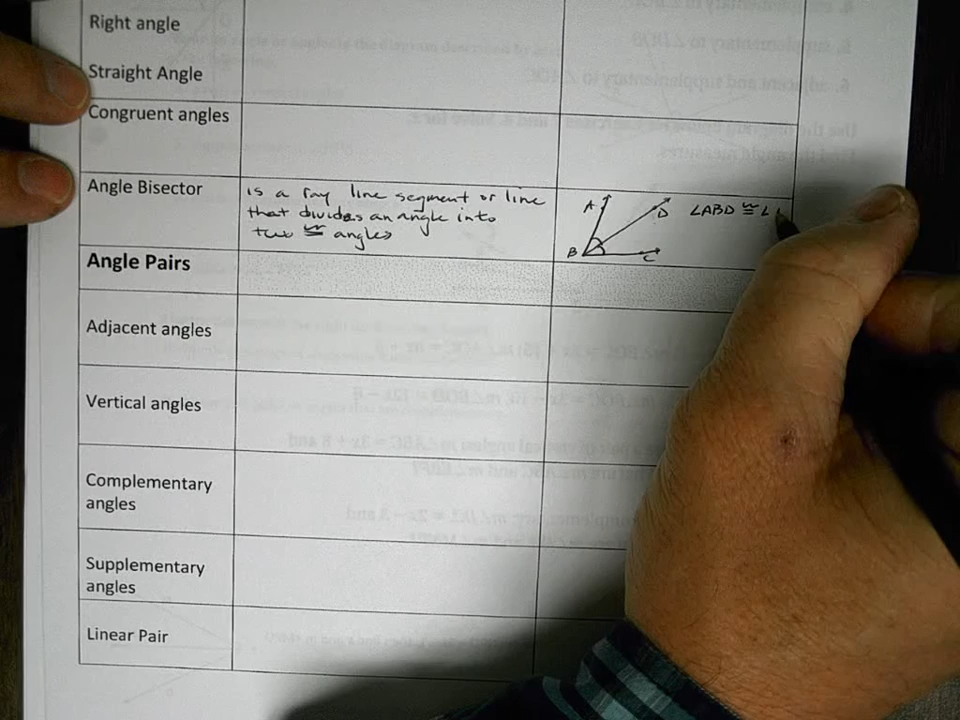 Right angle
Straight Angle
Congruent angles
Angle Bisector
is a ray line segment or line
that divides an angle into
two ≅ angles
A
D
∠ABD ≅ ∠
B
C
Angle Pairs
Adjacent angles
Vertical angles
Complementary
angles
Supplementary
angles
Linear Pair